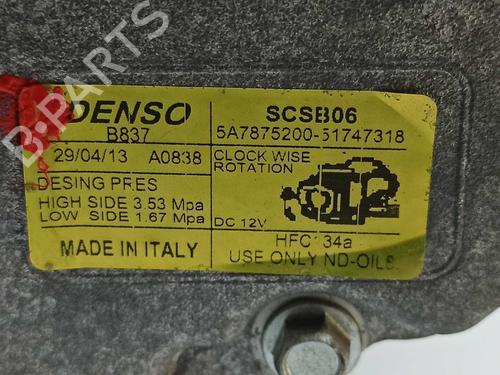 B-PARTS
DENSO
B837
29/04/13 A0838
DESING PRES
HIGH SIDE 3.53 Mpa
LOW SIDE 1.67 Mpa
MADE IN ITALY
SCSB06
5A7875200-51747318
CLOCK WISE
ROTATION
DC 12V
HFC 34a
USE ONLY ND-OIL8